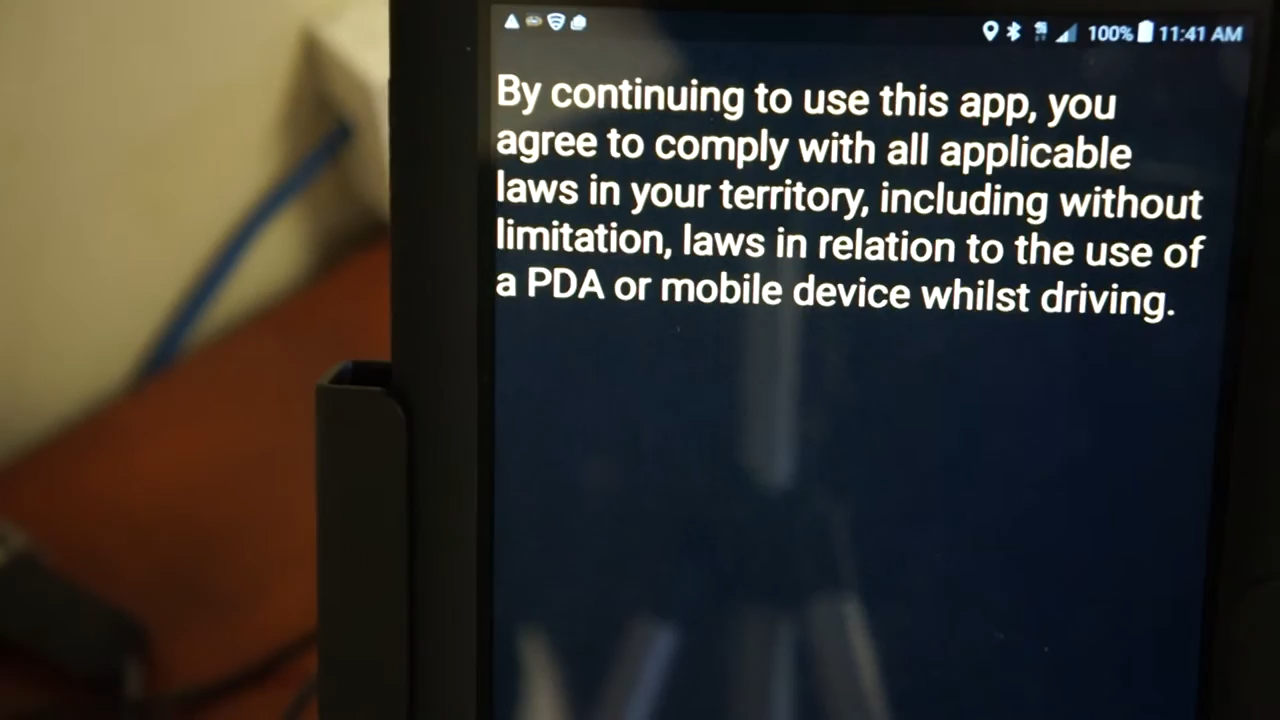 100% 11:41 AM
By continuing to use this app, you
agree to comply with all applicable
laws in your territory, including without
limitation, laws in relation to the use of
a PDA or mobile device whilst driving.